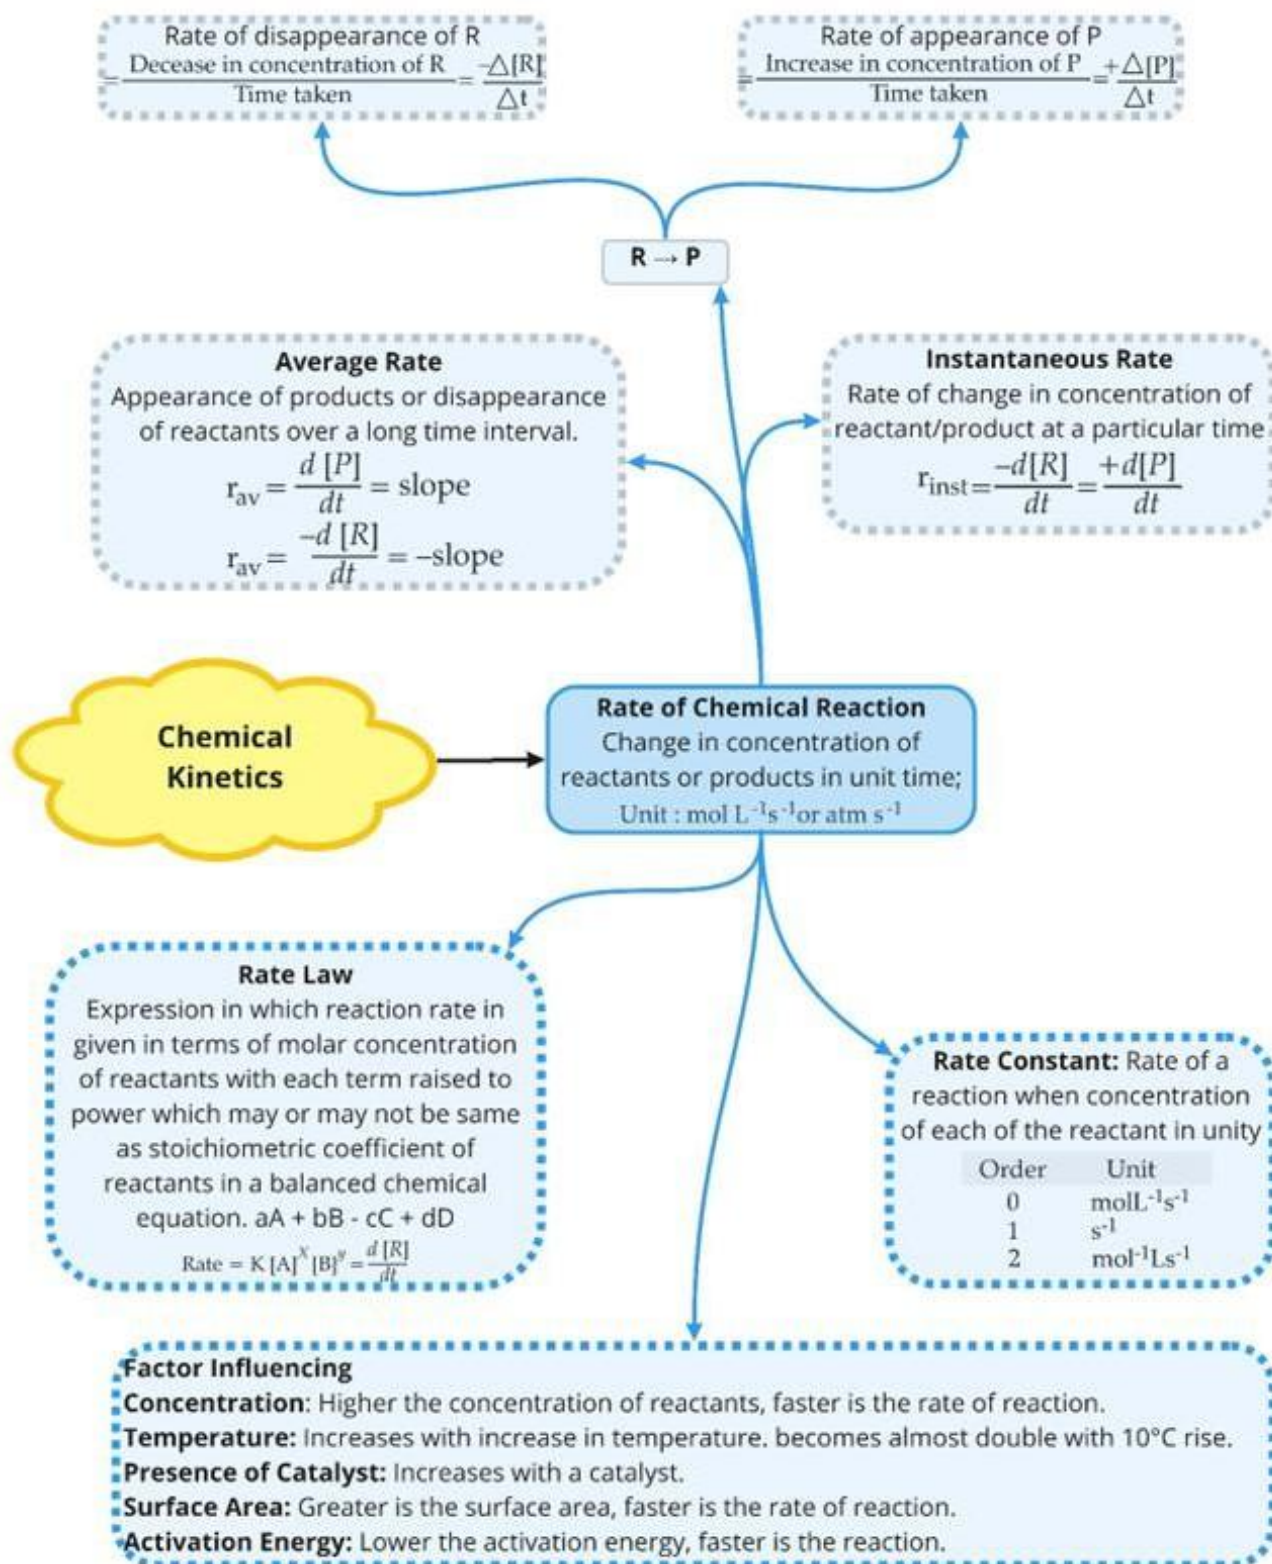 Rate of disappearance of R
= Decease in concentration of R / Time taken = -△[R] / △t
Rate of appearance of P
= Increase in concentration of P / Time taken = +△[P] / △t
R → P
Average Rate
Appearance of products or disappearance
of reactants over a long time interval.
r_av = d [P] / dt = slope
r_av = –d [R] / dt = –slope
Instantaneous Rate
Rate of change in concentration of
reactant/product at a particular time
r_inst = –d[R] / dt = +d[P] / dt
Chemical
Kinetics
Rate of Chemical Reaction
Change in concentration of
reactants or products in unit time;
Unit : mol L⁻¹s⁻¹or atm s⁻¹
Rate Law
Expression in which reaction rate in
given in terms of molar concentration
of reactants with each term raised to
power which may or may not be same
as stoichiometric coefficient of
reactants in a balanced chemical
equation. aA + bB - cC + dD
Rate = K [A]^X [B]^y = d [R] / dt
Rate Constant: Rate of a
reaction when concentration
of each of the reactant in unity
Order Unit
0 molL⁻¹s⁻¹
1 s⁻¹
2 mol⁻¹Ls⁻¹
Factor Influencing
Concentration: Higher the concentration of reactants, faster is the rate of reaction.
Temperature: Increases with increase in temperature. becomes almost double with 10°C rise.
Presence of Catalyst: Increases with a catalyst.
Surface Area: Greater is the surface area, faster is the rate of reaction.
Activation Energy: Lower the activation energy, faster is the reaction.